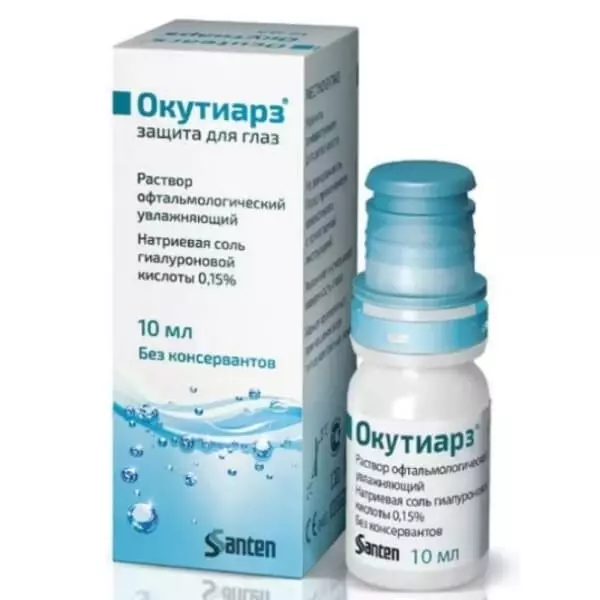 Окутиарз®
защита для глаз
Раствор
офтальмологический
увлажняющий
Натриевая соль
гиалуроновой
кислоты 0,15%
10 мл
Без консервантов
Santen
Окутиарз®
Раствор офтальмологический
увлажняющий
Натриевая соль гиалуроновой
кислоты 0,15%
Без консервантов
Santen 10 мл